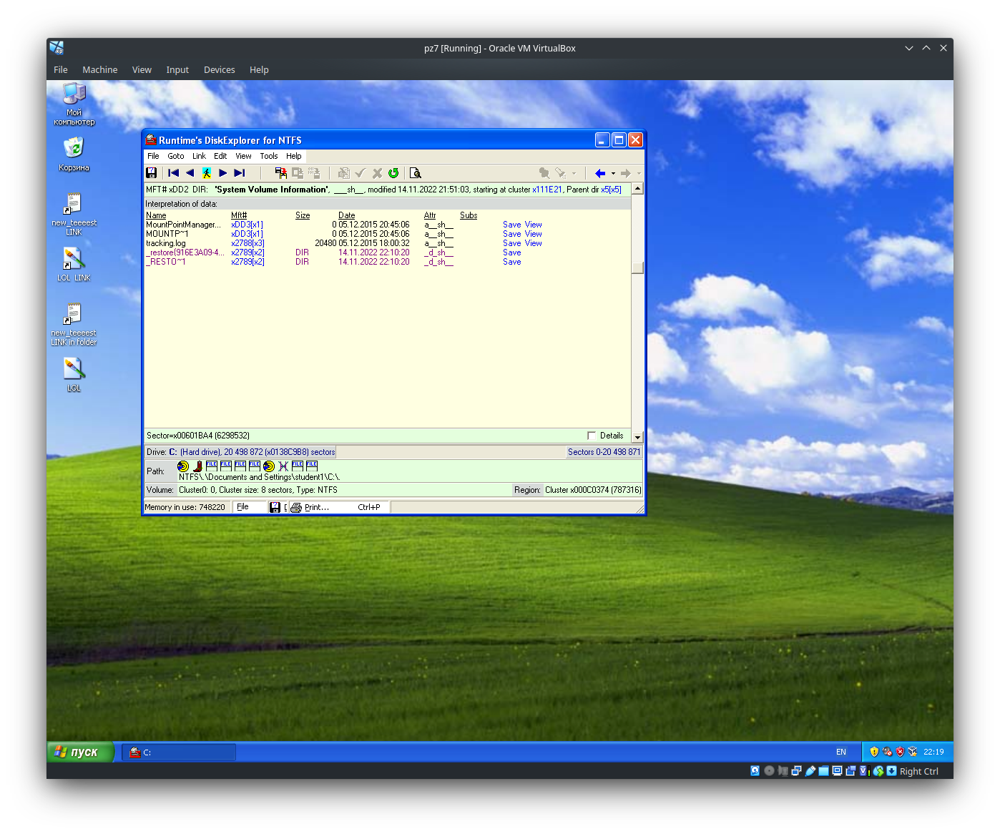 pz7 [Running] - Oracle VM VirtualBox
File Machine View Input Devices Help
Мой компьютер
Корзина
new_teeeest LINK
LOL LINK
new_teeeest LINK in folder
LOL
Runtime's DiskExplorer for NTFS
File Goto Link Edit View Tools Help
MFT# xDD2 DIR: 'System Volume Information', ___sh__, modified 14.11.2022 21:51:03, starting at cluster x111E21, Parent dir x5[x5]
Interpretation of data:
Name Mft# Size Date Attr Subs
MountPointManager... xDD3[x1] 0 05.12.2015 20:45:06 a__sh__ Save View
MOUNTP~1 xDD3[x1] 0 05.12.2015 20:45:06 a__sh__ Save View
tracking.log x2788[x3] 20480 05.12.2015 18:00:32 a__sh__ Save View
_restore{916E3A09-4... x2789[x2] DIR 14.11.2022 22:10:20 _d_sh__ Save
_RESTO~1 x2789[x2] DIR 14.11.2022 22:10:20 _d_sh__ Save
Sector=x00601BA4 (6298532) Details
Drive: C: (Hard drive), 20 498 872 (x0138C9B8) sectors Sectors 0-20 498 871
Path: FILE FILE FILE FILE FILE FILE
NTFS\.\Documents and Settings\student1\C:\.
Volume: Cluster0: 0, Cluster size: 8 sectors, Type: NTFS Region: Cluster x000C0374 (787316)
Memory in use: 748220 File Print... Ctrl+P
пуск C: EN 22:19
Right Ctrl